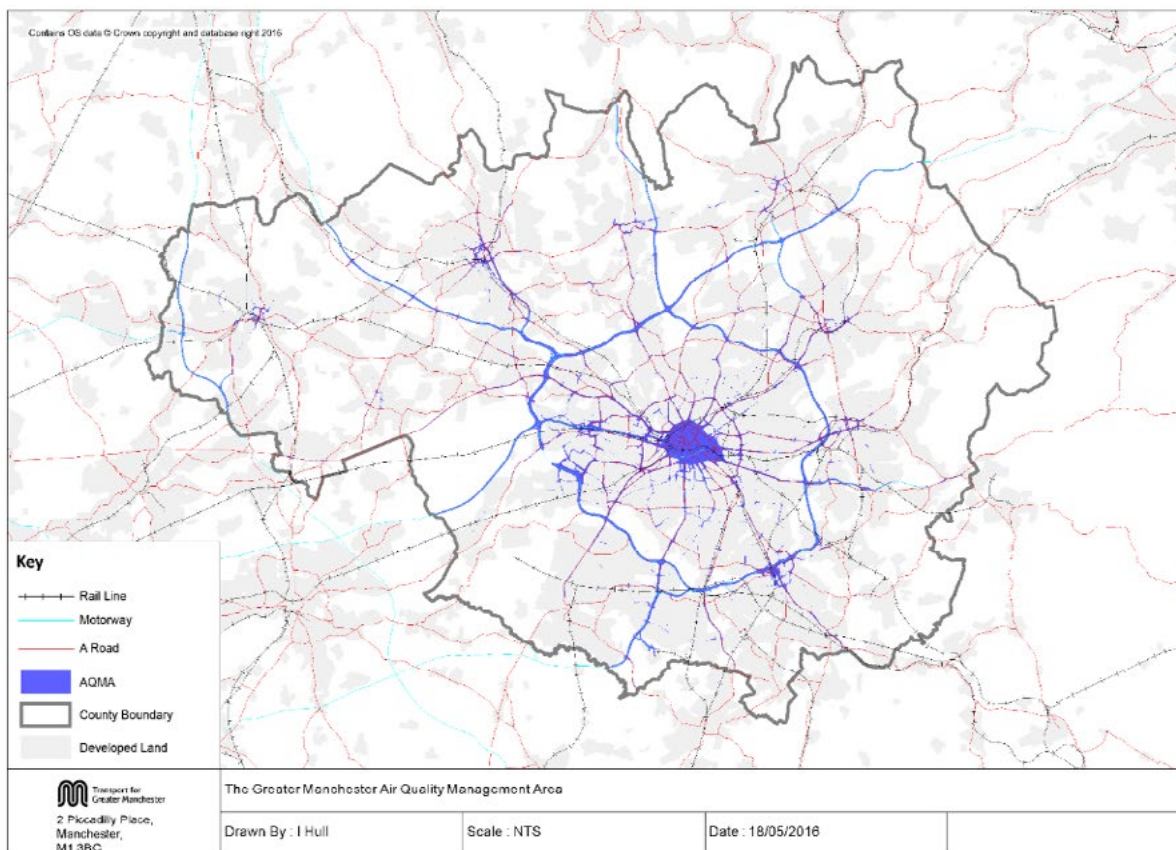 Contains OS data © Crown copyright and database right 2016
Key
Rail Line
Motorway
A Road
AQMA
County Boundary
Developed Land
Transport for
Greater Manchester
2 Piccadilly Place,
Manchester,
M1 3BG
The Greater Manchester Air Quality Management Area
Drawn By : I Hull
Scale : NTS
Date : 18/05/2016